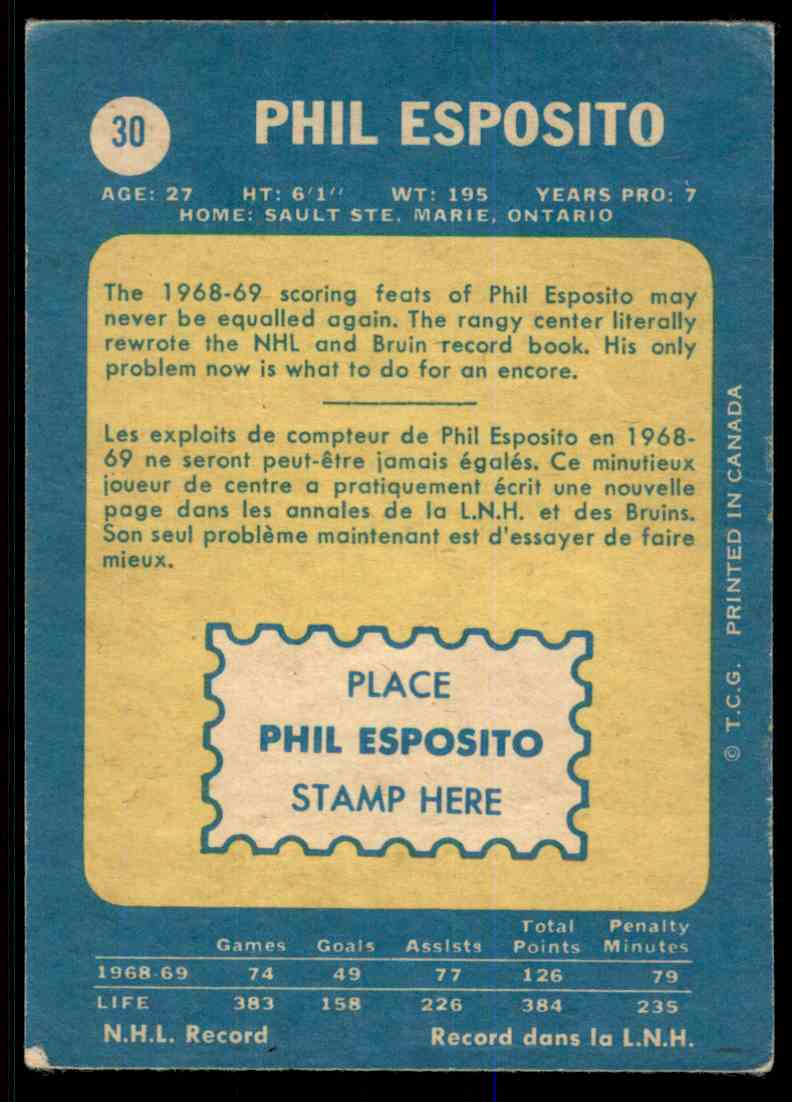 30
PHIL ESPOSITO
AGE: 27 HT: 6'1'' WT: 195 YEARS PRO: 7
HOME: SAULT STE. MARIE, ONTARIO
The 1968-69 scoring feats of Phil Esposito may
never be equalled again. The rangy center literally
rewrote the NHL and Bruin record book. His only
problem now is what to do for an encore.
Les exploits de compteur de Phil Esposito en 1968-
69 ne seront peut-être jamais égalés. Ce minutieux
joueur de centre a pratiquement écrit une nouvelle
page dans les annales de la L.N.H. et des Bruins.
Son seul problème maintenant est d'essayer de faire
mieux.
PLACE
PHIL ESPOSITO
STAMP HERE
© T.C.G. PRINTED IN CANADA
Games Goals Assists Total Points Penalty Minutes
1968-69 74 49 77 126 79
LIFE 383 158 226 384 235
N.H.L. Record Record dans la L.N.H.